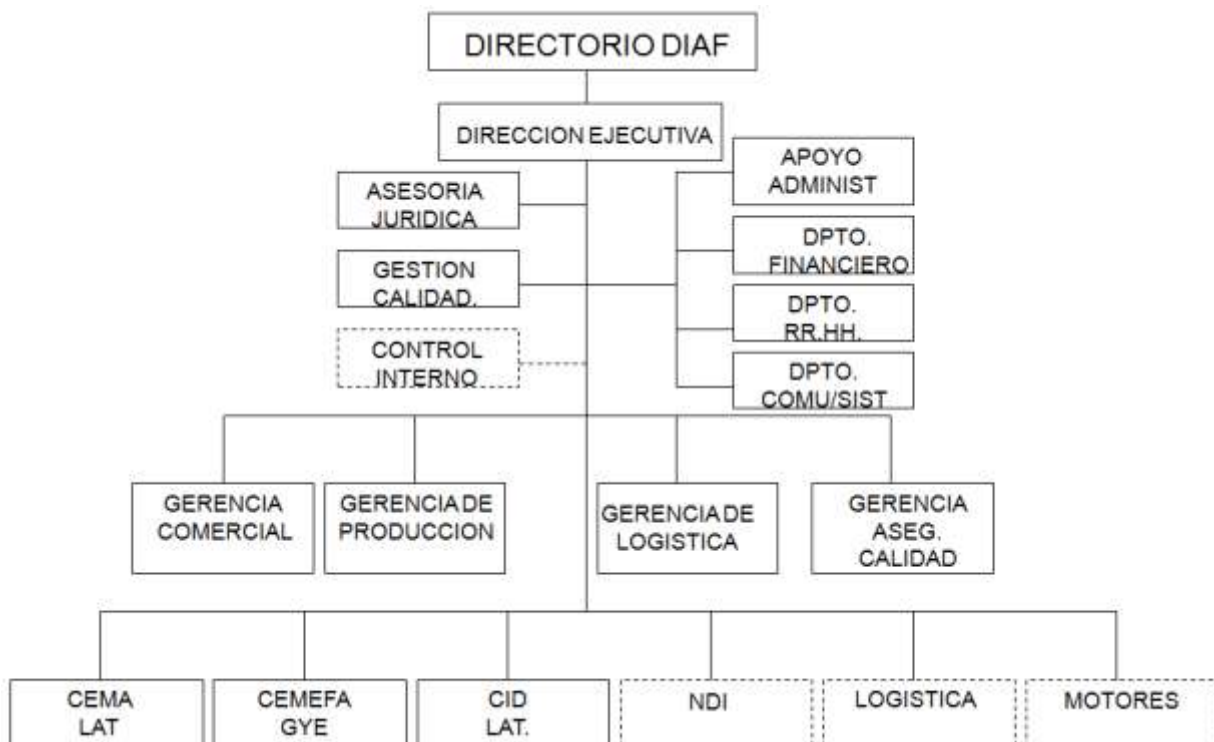 DIRECTORIO DIAF
DIRECCION EJECUTIVA
ASESORIA
JURIDICA
GESTION
CALIDAD.
CONTROL
INTERNO
APOYO
ADMINIST
DPTO.
FINANCIERO
DPTO.
RR.HH.
DPTO.
COMU/SIST
GERENCIA
COMERCIAL
GERENCIA DE
PRODUCCION
GERENCIA DE
LOGISTICA
GERENCIA
ASEG.
CALIDAD
CEMA
LAT
CEMEFA
GYE
CID
LAT.
NDI
LOGISTICA
MOTORES